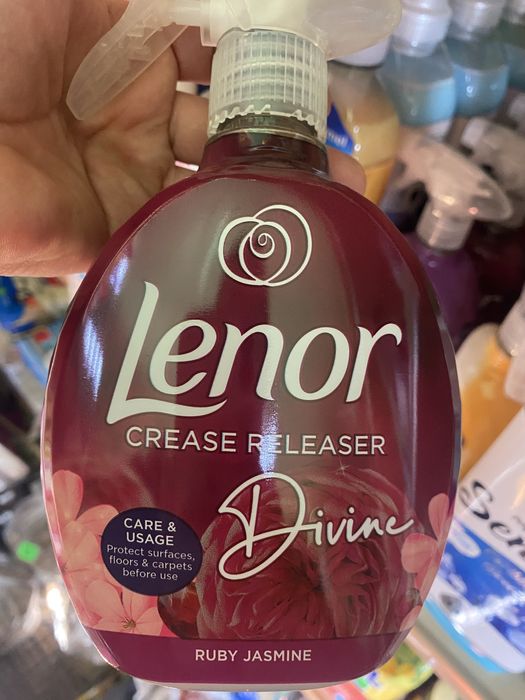 Lenor
CREASE RELEASER
Divine
CARE &
USAGE
Protect surfaces,
floors & carpets
before use
RUBY JASMINE